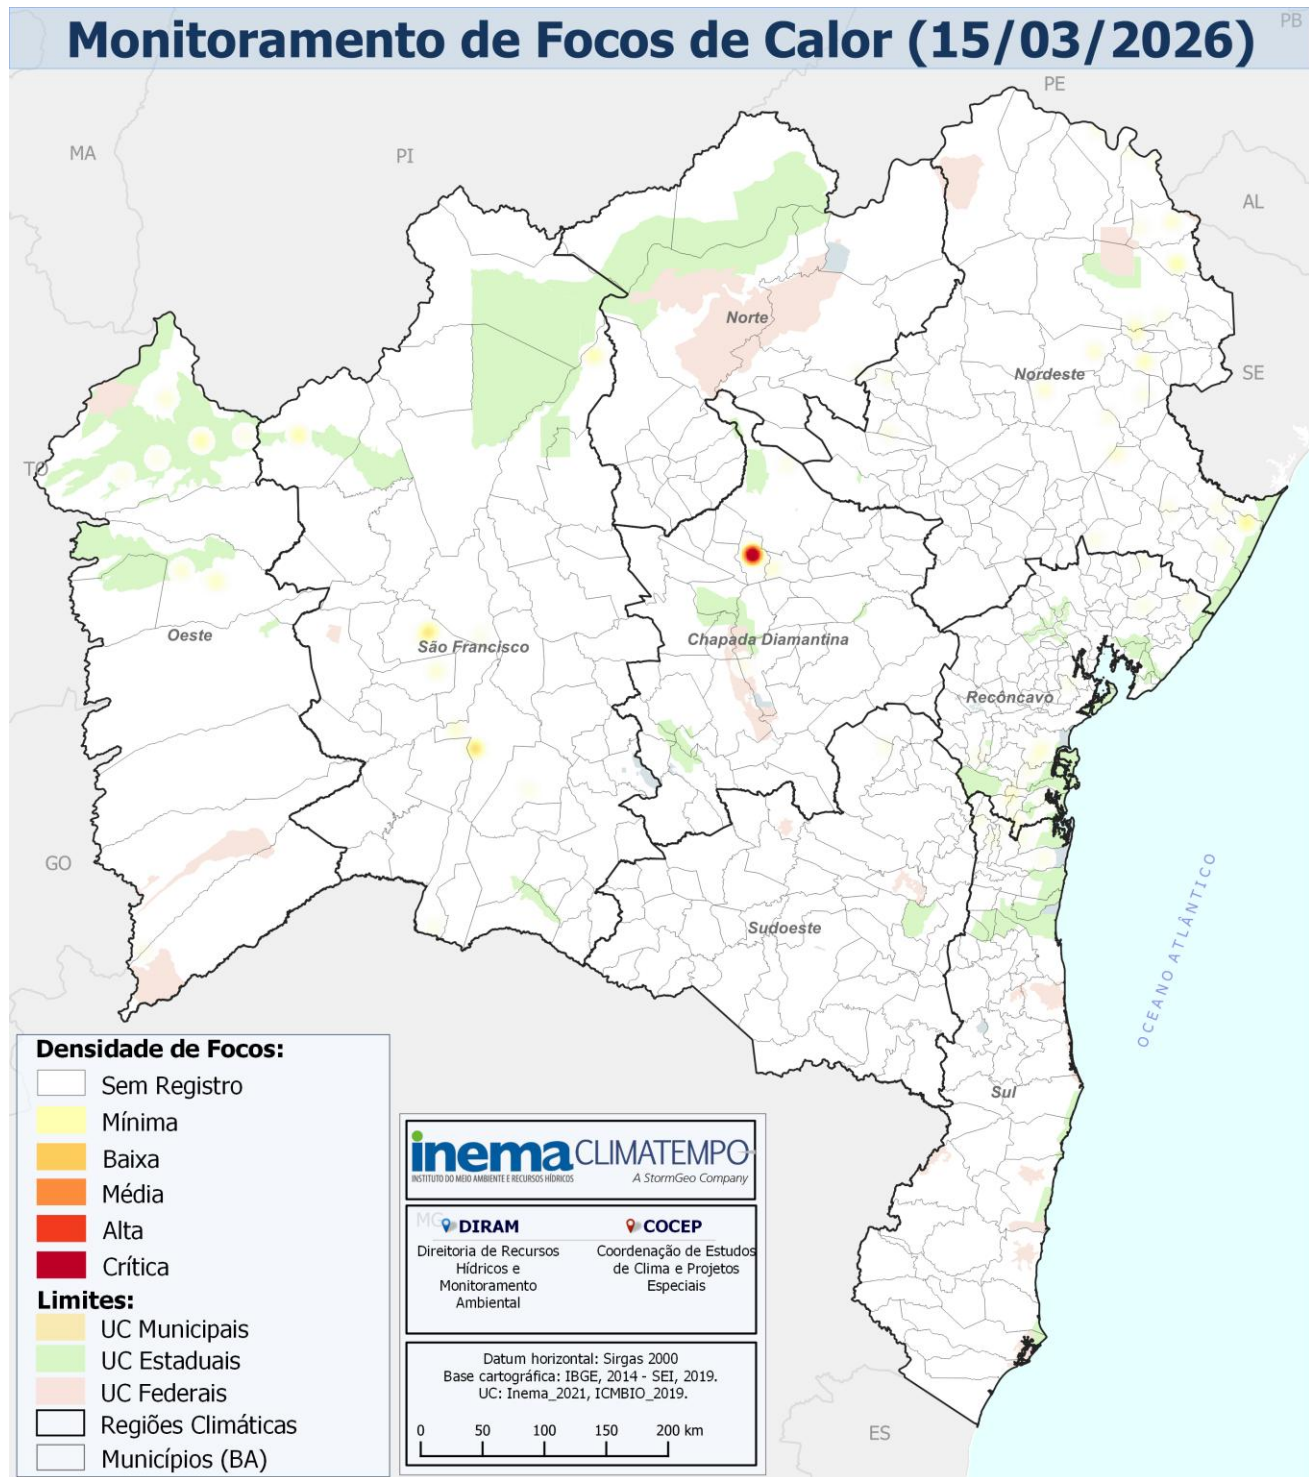 Monitoramento de Focos de Calor (15/03/2026)
PB
PE
MA
PI
AL
Norte
Nordeste
SE
TO
Oeste
São Francisco
Chapada Diamantina
Recôncavo
GO
Sudoeste
OCEANO ATLÂNTICO
Sul
Densidade de Focos:
Sem Registro
Mínima
Baixa
Média
Alta
Crítica
Limites:
UC Municipais
UC Estaduais
UC Federais
Regiões Climáticas
Municípios (BA)
inema
INSTITUTO DO MEIO AMBIENTE E RECURSOS HÍDRICOS
CLIMATEMPO
A StormGeo Company
MG
DIRAM
Direitoria de Recursos
Hídricos e
Monitoramento
Ambiental
COCEP
Coordenação de Estudos
de Clima e Projetos
Especiais
Datum horizontal: Sirgas 2000
Base cartográfica: IBGE, 2014 - SEI, 2019.
UC: Inema_2021, ICMBIO_2019.
0 50 100 150 200 km
ES